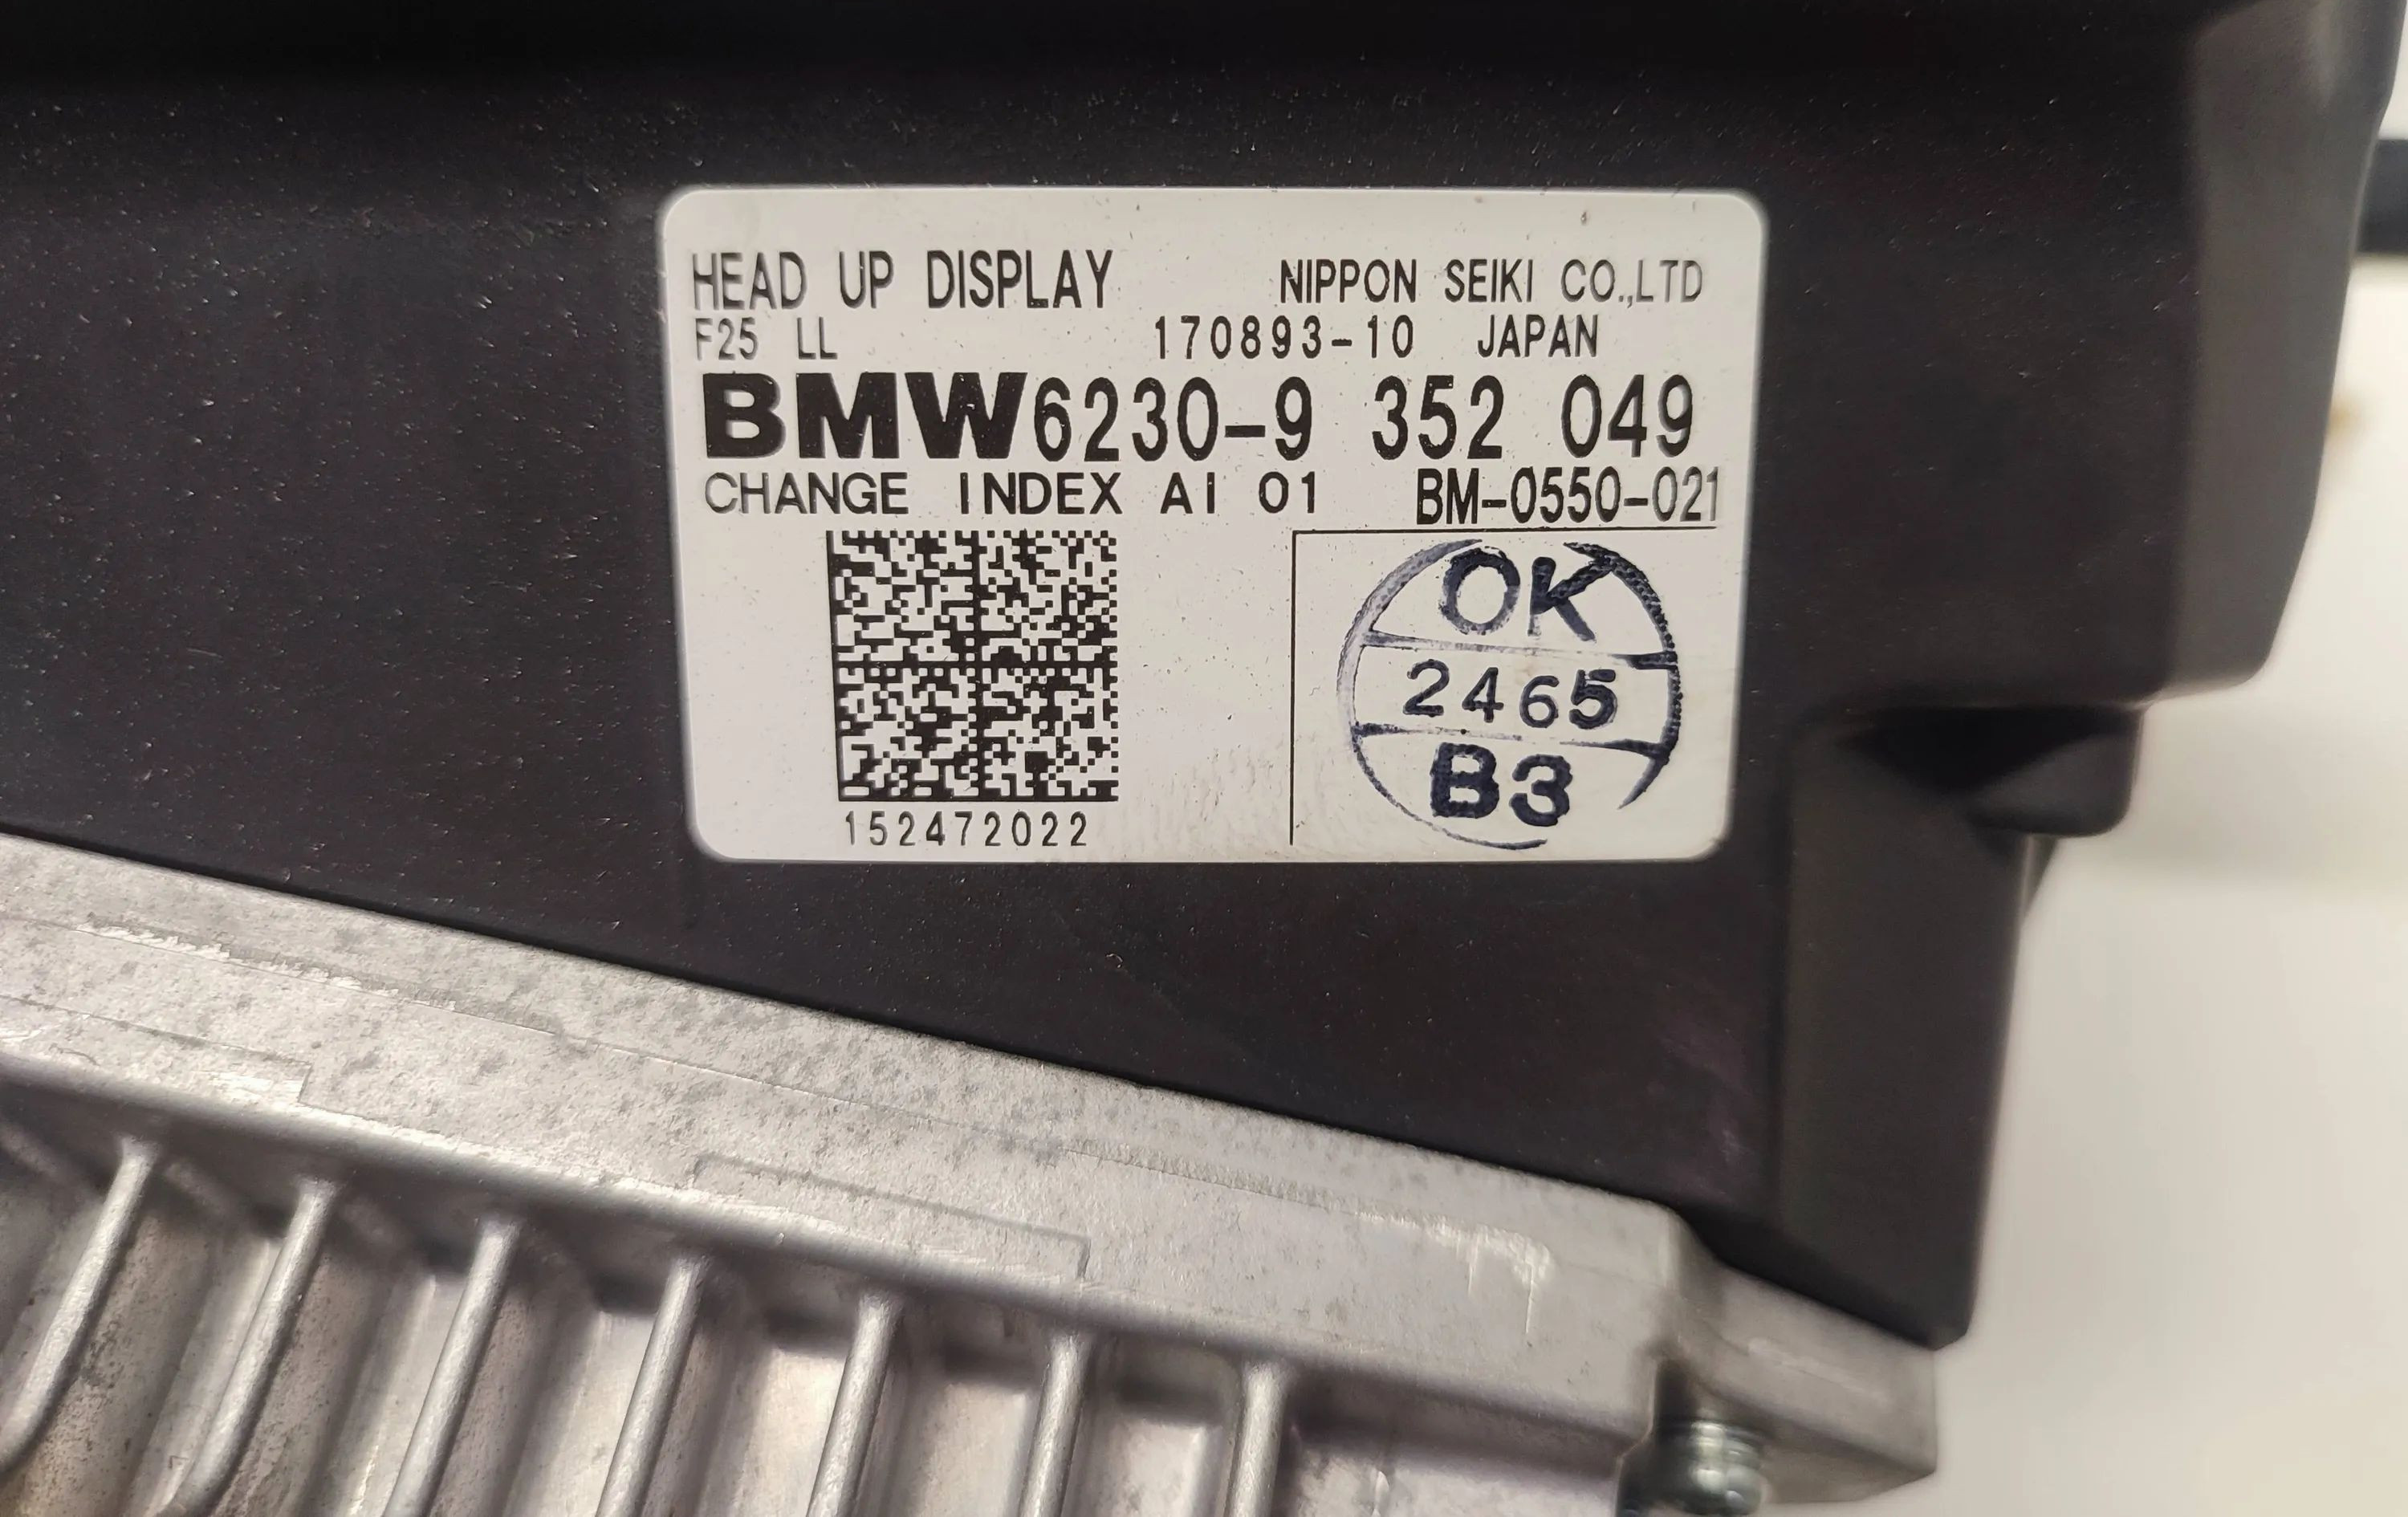 HEAD UP DISPLAY NIPPON SEIKI CO.,LTD
F25 LL 170893-10 JAPAN
BMW6230-9 352 049
CHANGE INDEX AI 01 BM-0550-021
OK
2465
B3
152472022